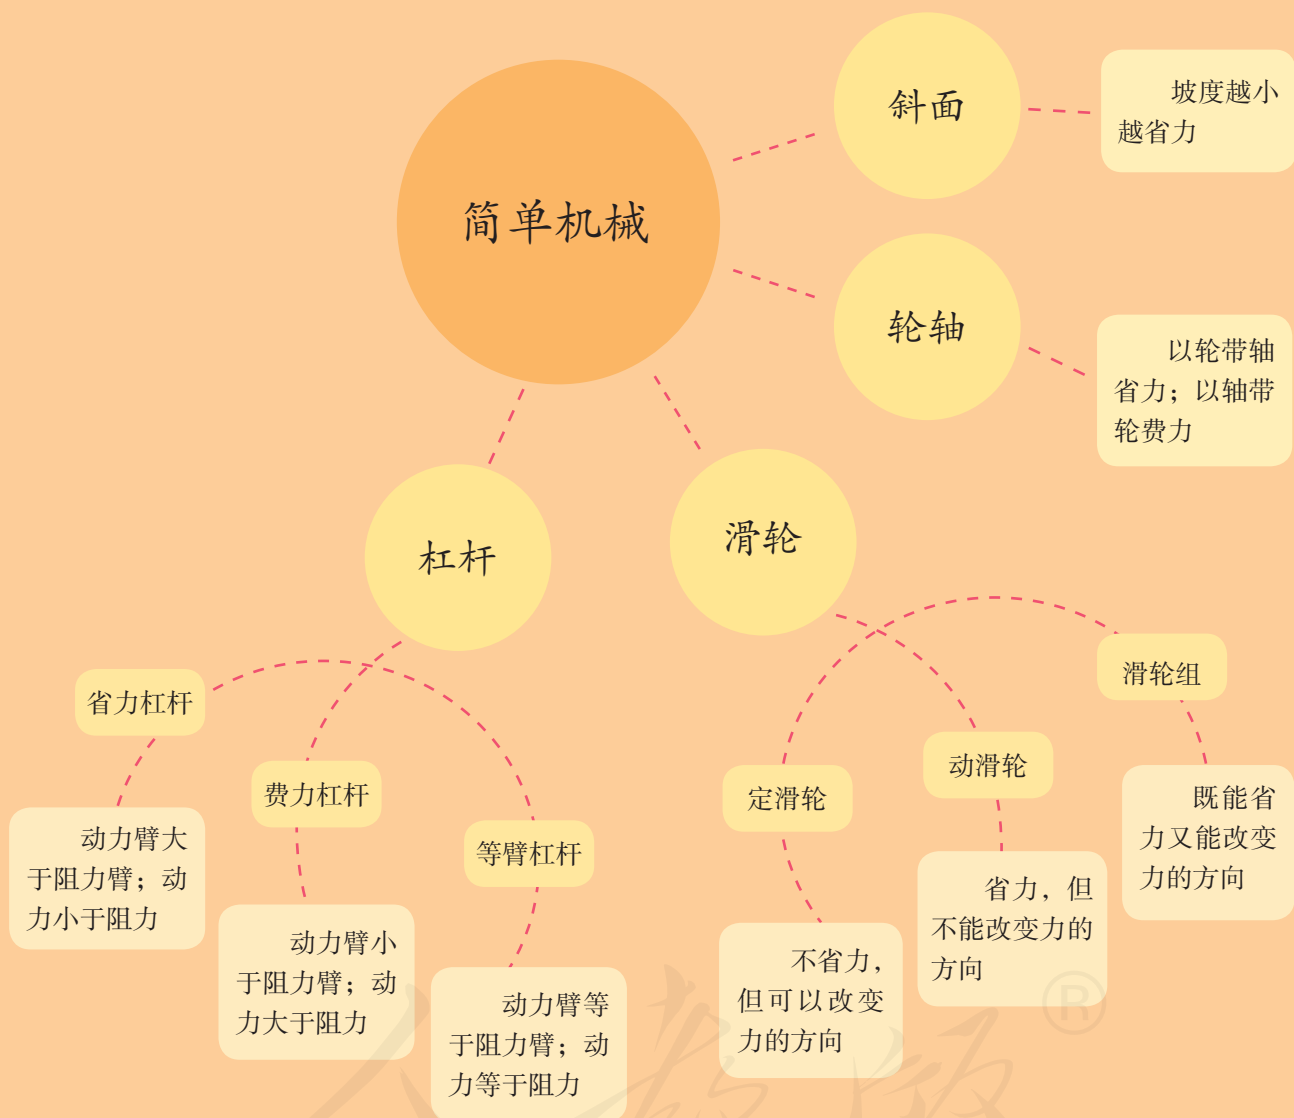 简单机械
斜面
坡度越小
越省力
轮轴
以轮带轴
省力；以轴带
轮费力
杠杆
省力杠杆
动力臂大
于阻力臂；动
力小于阻力
费力杠杆
动力臂小
于阻力臂；动
力大于阻力
等臂杠杆
动力臂等
于阻力臂；动
力等于阻力
滑轮
定滑轮
不省力，
但可以改变
力的方向
动滑轮
省力，但
不能改变力的
方向
滑轮组
既能省
力又能改变
力的方向
人教版®